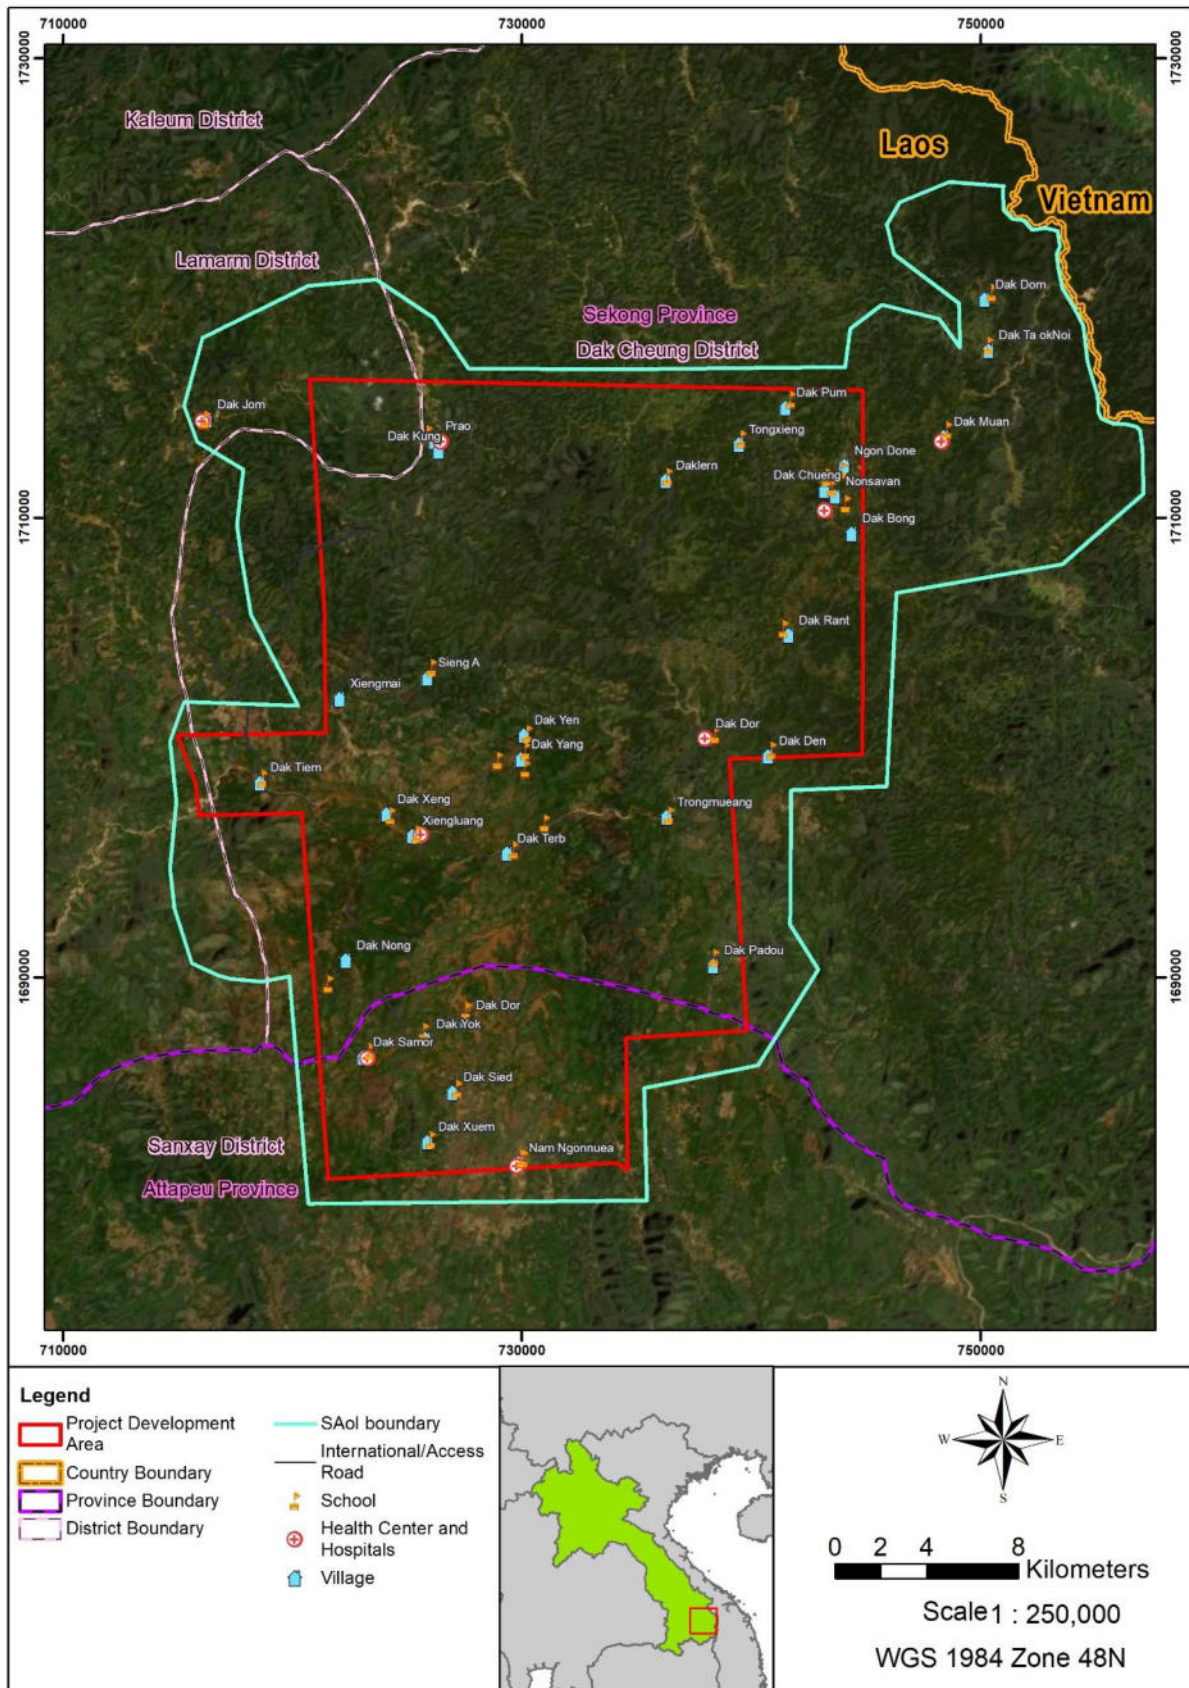 710000
730000
750000
1730000
1730000
Kaleum District
Laos
Vietnam
Lamarm District
Dak Dom
Sekong Province
Dak Cheung District
Dak Ta okNoi
Dak Jom
Dak Pum
Prao
Dak Kung
Tongxieng
Dak Muan
Daklern
Ngon Done
Dak Chueng
Nonsavan
1710000
1710000
Dak Bong
Dak Rant
Sieng A
Xiengmai
Dak Yen
Dak Dor
Dak Yang
Dak Den
Dak Tiem
Dak Xeng
Trongmueang
Xiengluang
Dak Terb
Dak Nong
Dak Padou
1690000
1690000
Dak Dor
Dak Yok
Dak Samor
Dak Sied
Dak Xuem
Sanxay District
Nam Ngonnuea
Attapeu Province
710000
730000
750000
Legend
Project Development
Area
Country Boundary
Province Boundary
District Boundary
SAoI boundary
International/Access
Road
School
Health Center and
Hospitals
Village
N
W
E
S
0 2 4 8
Kilometers
Scale1 : 250,000
WGS 1984 Zone 48N